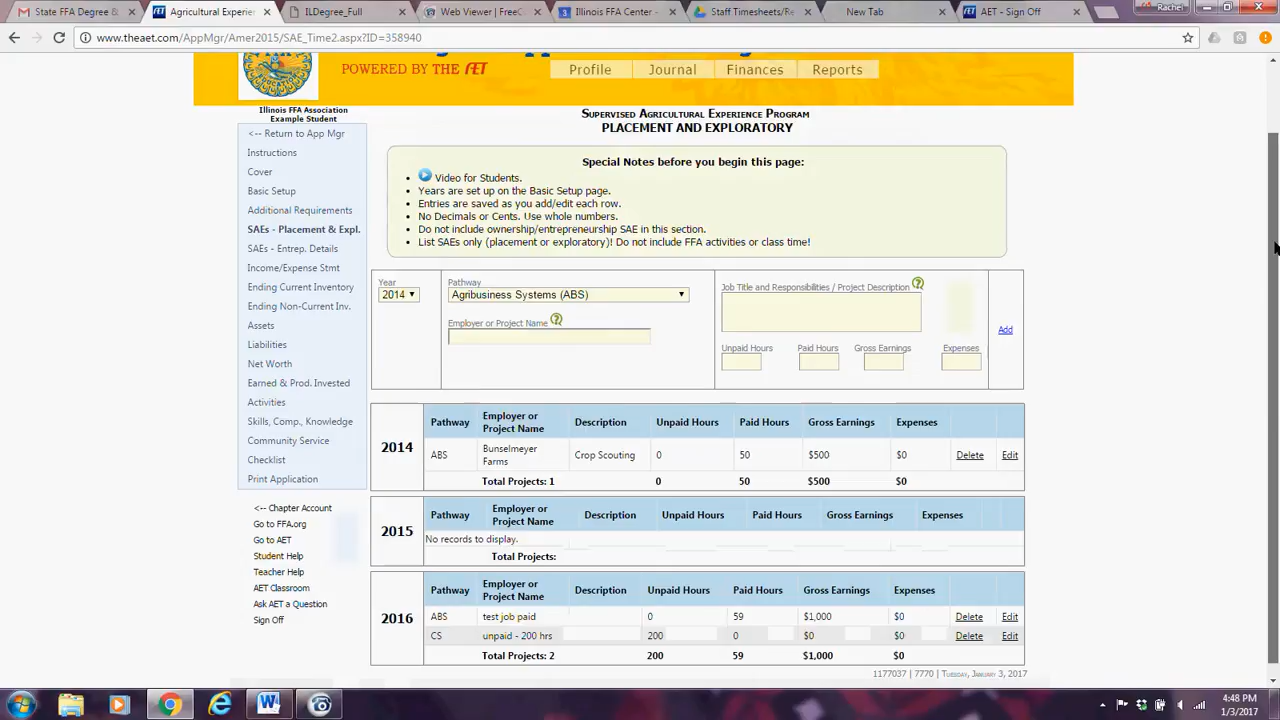 State FFA Degree &
Agricultural Experie
ILDegree_Full
Web Viewer | FreeC
Illinois FFA Center -
Staff Timesheets/Re
New Tab
AET - Sign Off
Rachel
www.theaet.com/AppMgr/Amer2015/SAE_Time2.aspx?ID=358940
POWERED BY THE AET
Profile
Journal
Finances
Reports
Illinois FFA Association
Example Student
<-- Return to App Mgr
Instructions
Cover
Basic Setup
Additional Requirements
SAEs - Placement & Expl.
SAEs - Entrep. Details
Income/Expense Stmt
Ending Current Inventory
Ending Non-Current Inv.
Assets
Liabilities
Net Worth
Earned & Prod. Invested
Activities
Skills, Comp., Knowledge
Community Service
Checklist
Print Application
<-- Chapter Account
Go to FFA.org
Go to AET
Student Help
Teacher Help
AET Classroom
Ask AET a Question
Sign Off
Supervised Agricultural Experience Program
PLACEMENT AND EXPLORATORY
Special Notes before you begin this page:
Video for Students.
Years are set up on the Basic Setup page.
Entries are saved as you add/edit each row.
No Decimals or Cents. Use whole numbers.
Do not include ownership/entrepreneurship SAE in this section.
List SAEs only (placement or exploratory)! Do not include FFA activities or class time!
Year
2014
Pathway
Agribusiness Systems (ABS)
Employer or Project Name
Job Title and Responsibilities / Project Description
Unpaid Hours Paid Hours Gross Earnings Expenses
Add
2014
Pathway Employer or Project Name Description Unpaid Hours Paid Hours Gross Earnings Expenses
ABS Bunselmeyer Farms Crop Scouting 0 50 $500 $0 Delete Edit
Total Projects: 1 0 50 $500 $0
2015
Pathway Employer or Project Name Description Unpaid Hours Paid Hours Gross Earnings Expenses
No records to display.
Total Projects:
2016
Pathway Employer or Project Name Description Unpaid Hours Paid Hours Gross Earnings Expenses
ABS test job paid 0 59 $1,000 $0 Delete Edit
CS unpaid - 200 hrs 200 0 $0 $0 Delete Edit
Total Projects: 2 200 59 $1,000 $0
1177037 | 7770 | Tuesday, January 3, 2017
4:48 PM
1/3/2017